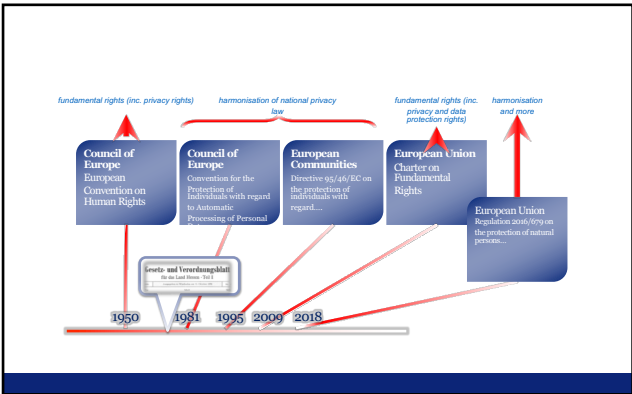 fundamental rights (inc. privacy rights)
harmonisation of national privacy
law
fundamental rights (inc.
privacy and data
protection rights)
harmonisation
and more
Council of
Europe
European
Convention on
Human Rights
Council of
Europe
Convention for the
Protection of
Individuals with regard
to Automatic
Processing of Personal
European
Communities
Directive 95/46/EC on
the protection of
individuals with
regard....
European Union
Charter on
Fundamental
Rights
European Union
Regulation 2016/679 on
the protection of natural
persons...
Gesetz- und Verordnungsblatt
für das Land Hessen · Teil I
1950
1981
1995
2009
2018